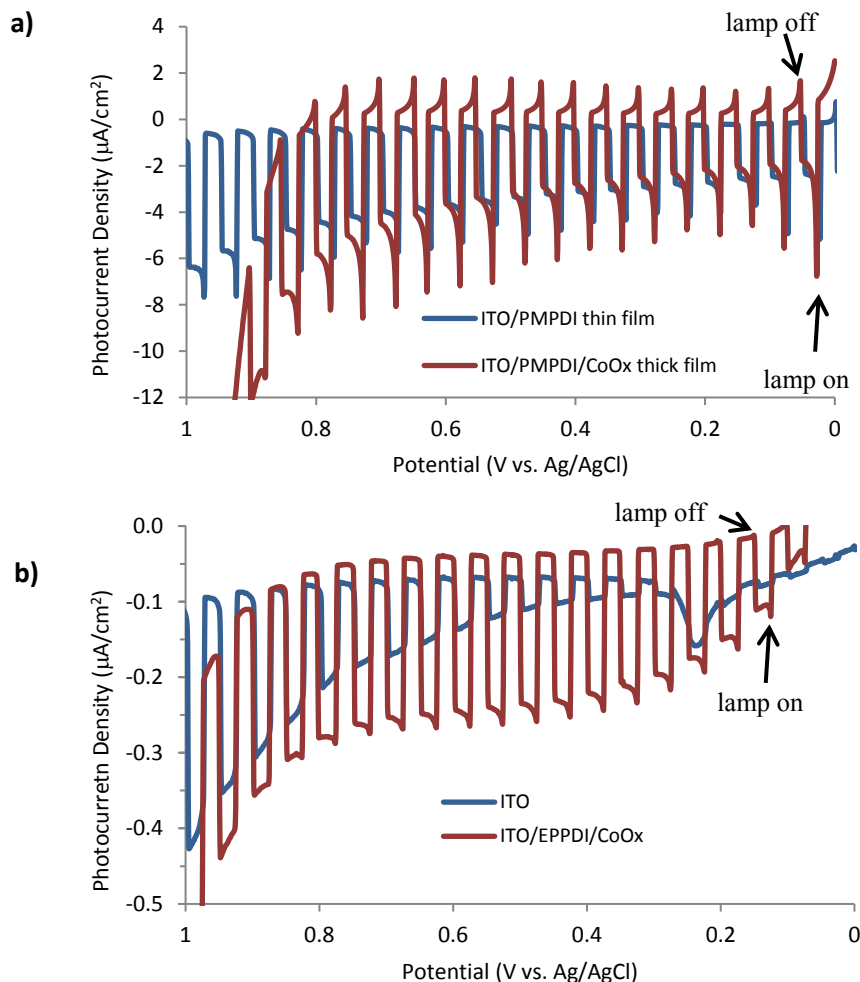 a)
lamp off
4
2
0
-2
-4
-6
-8
-10
-12
Photocurrent Density (µA/cm2)
ITO/PMPDI thin film
ITO/PMPDI/CoOx thick film
lamp on
1 0.8 0.6 0.4 0.2 0
Potential (V vs. Ag/AgCl)
b)
lamp off
0.0
-0.1
-0.2
-0.3
-0.4
-0.5
Photocurretn Density (µA/cm2)
lamp on
ITO
ITO/EPPDI/CoOx
1 0.8 0.6 0.4 0.2 0
Potential (V vs. Ag/AgCl)